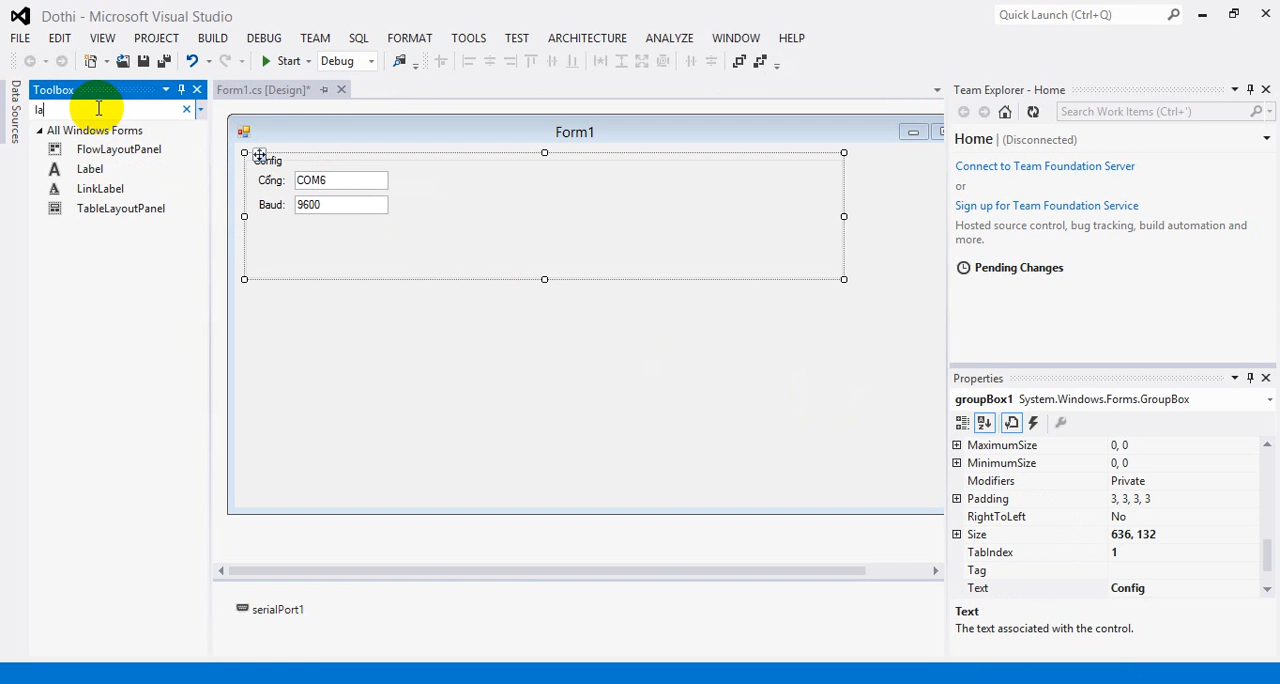 Dothi - Microsoft Visual Studio
Quick Launch (Ctrl+Q)
FILE EDIT VIEW PROJECT BUILD DEBUG TEAM SQL FORMAT TOOLS TEST ARCHITECTURE ANALYZE WINDOW HELP
Start Debug
Data Sources
Toolbox
la
All Windows Forms
FlowLayoutPanel
Label
LinkLabel
TableLayoutPanel
Form1.cs [Design]*
Form1
Config
Cổng: COM6
Baud: 9600
serialPort1
Team Explorer - Home
Search Work Items (Ctrl+')
Home | (Disconnected)
Connect to Team Foundation Server
or
Sign up for Team Foundation Service
Hosted source control, bug tracking, build automation and
more.
Pending Changes
Properties
groupBox1 System.Windows.Forms.GroupBox
MaximumSize 0, 0
MinimumSize 0, 0
Modifiers Private
Padding 3, 3, 3, 3
RightToLeft No
Size 636, 132
TabIndex 1
Tag
Text Config
Text
The text associated with the control.